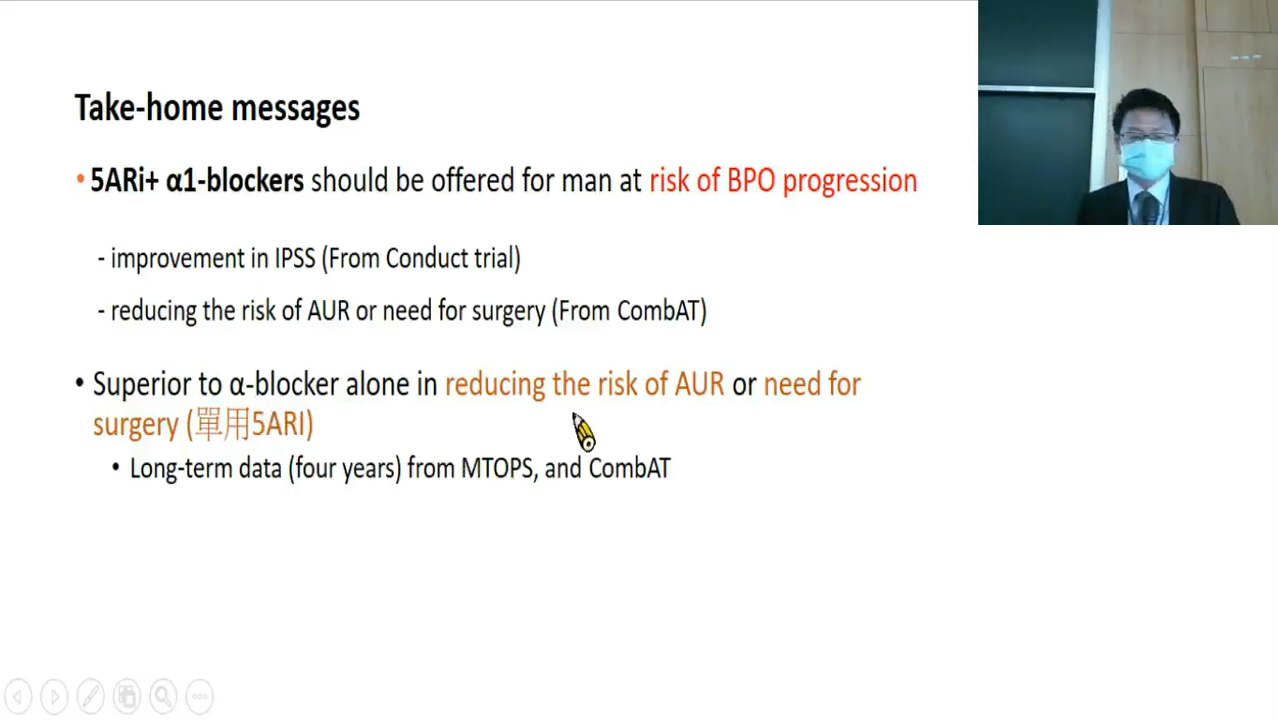 Take-home messages
• 5ARi+ α1-blockers should be offered for man at risk of BPO progression
- improvement in IPSS (From Conduct trial)
- reducing the risk of AUR or need for surgery (From CombAT)
• Superior to α-blocker alone in reducing the risk of AUR or need for
surgery (單用5ARI)
• Long-term data (four years) from MTOPS, and CombAT